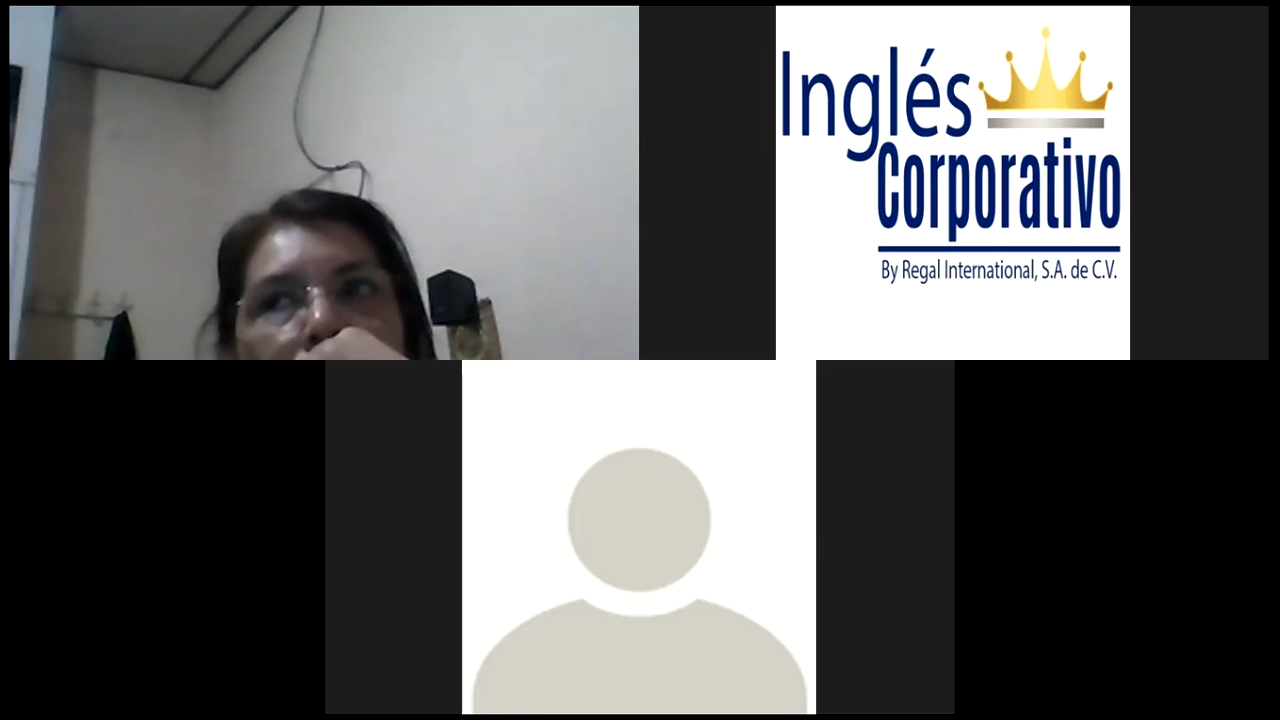 Inglés
Corporativo
By Regal International, S.A. de C.V.